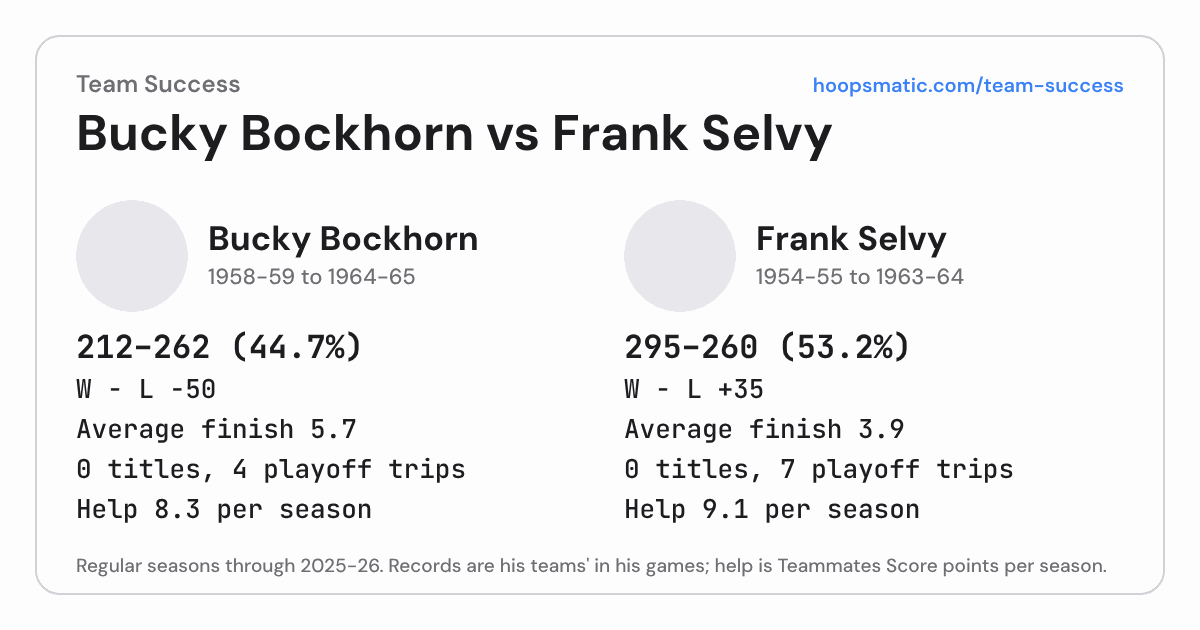 Team Success
hoopsmatic.com/team-success
Bucky Bockhorn vs Frank Selvy
Bucky Bockhorn
1958–59 to 1964–65
212–262 (44.7%)
W - L -50
Average finish 5.7
0 titles, 4 playoff trips
Help 8.3 per season
Frank Selvy
1954–55 to 1963–64
295–260 (53.2%)
W - L +35
Average finish 3.9
0 titles, 7 playoff trips
Help 9.1 per season
Regular seasons through 2025–26. Records are his teams' in his games; help is Teammates Score points per season.